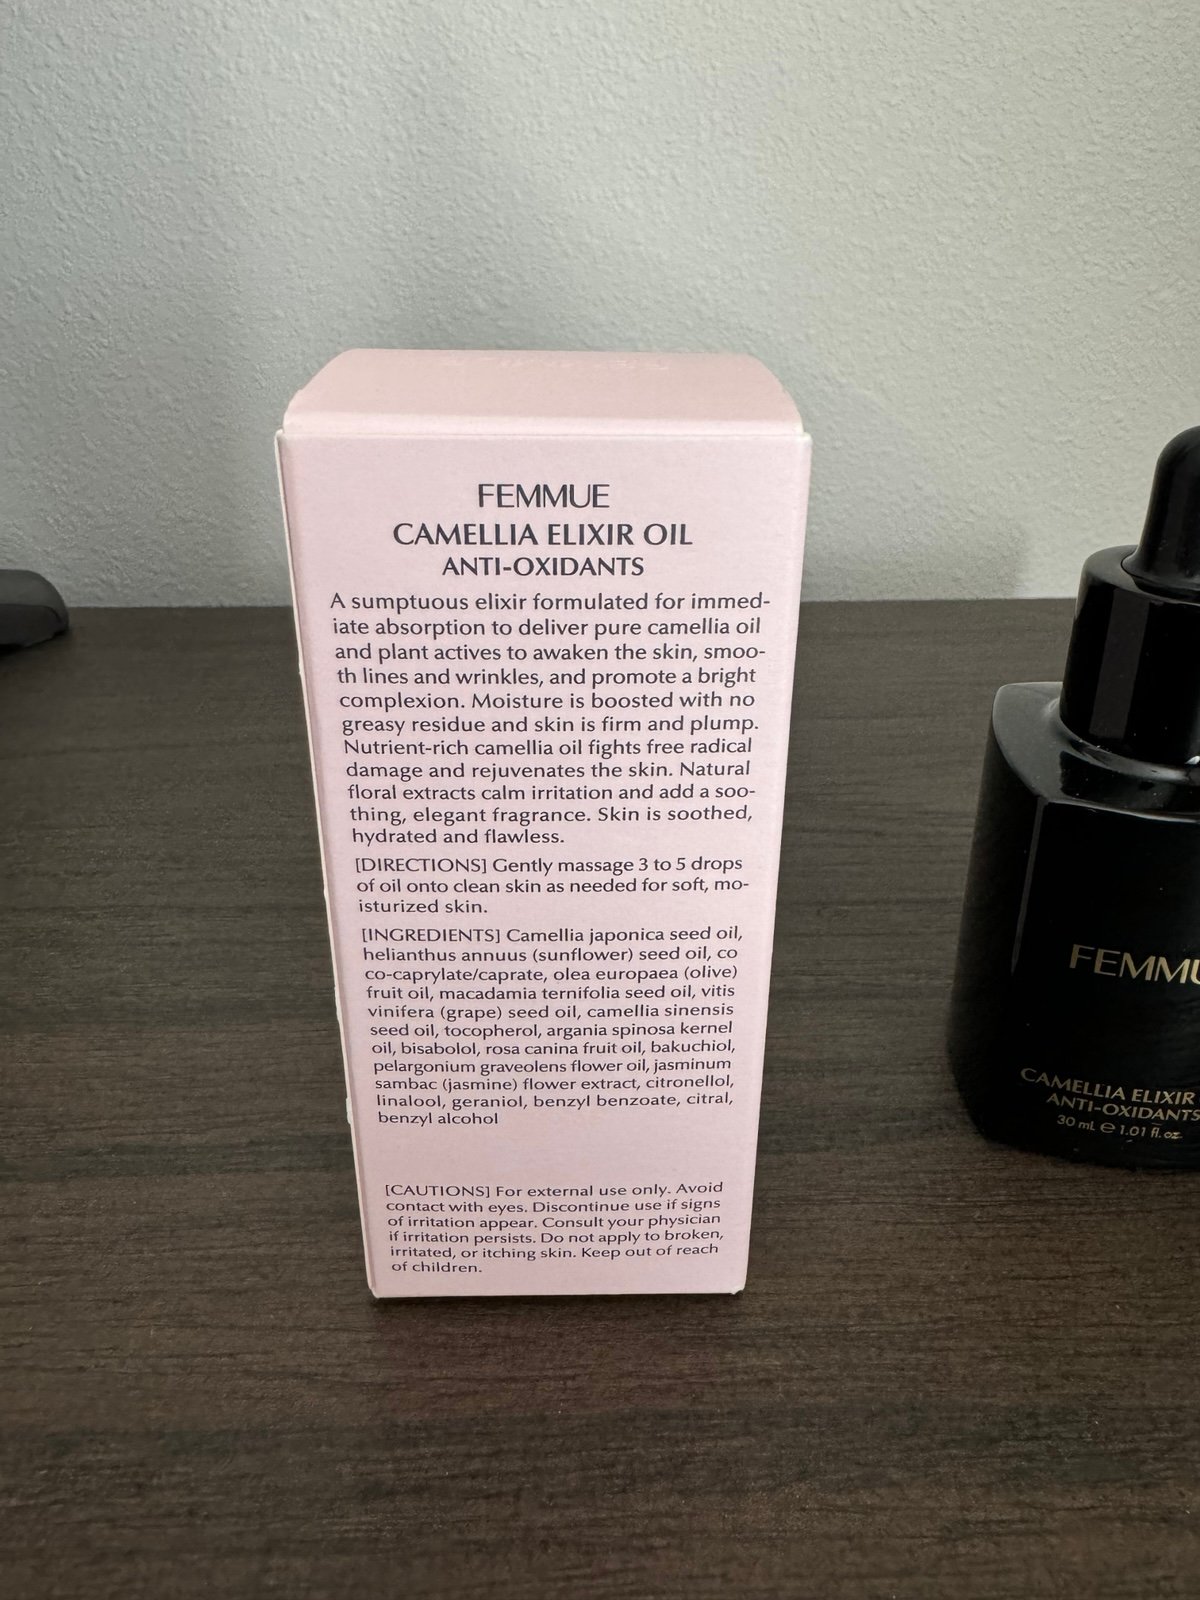 FEMMUE
CAMELLIA ELIXIR OIL
ANTI-OXIDANTS
A sumptuous elixir formulated for immed-
iate absorption to deliver pure camellia oil
and plant actives to awaken the skin, smoo-
th lines and wrinkles, and promote a bright
complexion. Moisture is boosted with no
greasy residue and skin is firm and plump.
Nutrient-rich camellia oil fights free radical
damage and rejuvenates the skin. Natural
floral extracts calm irritation and add a soo-
thing, elegant fragrance. Skin is soothed,
hydrated and flawless.
[DIRECTIONS] Gently massage 3 to 5 drops
of oil onto clean skin as needed for soft, mo-
isturized skin.
[INGREDIENTS] Camellia japonica seed oil,
helianthus annuus (sunflower) seed oil, co
co-caprylate/caprate, olea europaea (olive)
fruit oil, macadamia ternifolia seed oil, vitis
vinifera (grape) seed oil, camellia sinensis
seed oil, tocopherol, argania spinosa kernel
oil, bisabolol, rosa canina fruit oil, bakuchiol,
pelargonium graveolens flower oil, jasminum
sambac (jasmine) flower extract, citronellol,
linalool, geraniol, benzyl benzoate, citral,
benzyl alcohol
[CAUTIONS] For external use only. Avoid
contact with eyes. Discontinue use if signs
of irritation appear. Consult your physician
if irritation persists. Do not apply to broken,
irritated, or itching skin. Keep out of reach
of children.
FEMMU
CAMELLIA ELIXIR
ANTI-OXIDANTS
30 mL e 1.01 fl. oz.